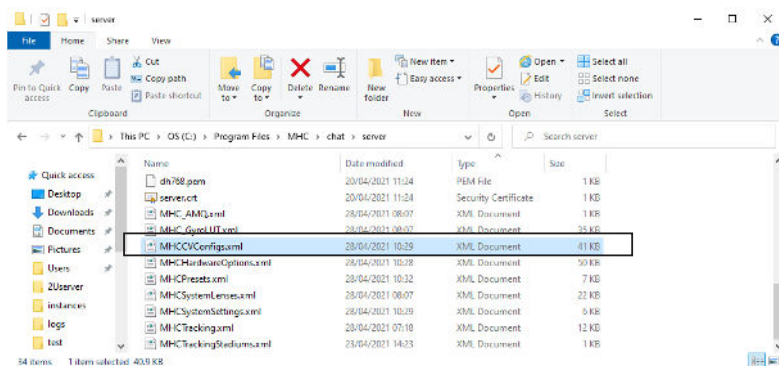 server
File Home Share View
Pin to Quick access
Copy
Paste
Cut
Copy path
Paste shortcut
Clipboard
Move to
Copy to
Delete
Rename
Organize
New folder
New item
Easy access
New
Properties
Open
Edit
History
Open
Select all
Select none
Invert selection
Select
This PC > OS (C:) > Program Files > MHC > chat > server
Search server
Quick access
Desktop
Downloads
Documents
Pictures
Users
2Userver
instances
logs
test
Name Date modified Type Size
dh768.pem 20/04/2021 11:24 PEM File 1 KB
server.crt 20/04/2021 11:24 Security Certificate 1 KB
MHC_AMQ.xml 28/04/2021 08:07 XML Document 1 KB
MHC_GyroLUT.xml 28/04/2021 08:07 XML Document 35 KB
MHCCVConfigs.xml 28/04/2021 10:29 XML Document 41 KB
MHCHardwareOptions.xml 28/04/2021 10:28 XML Document 50 KB
MHCPresets.xml 28/04/2021 10:32 XML Document 7 KB
MHCSystemLenses.xml 28/04/2021 08:07 XML Document 22 KB
MHCSystemSettings.xml 28/04/2021 10:29 XML Document 6 KB
MHCTracking.xml 28/04/2021 07:18 XML Document 12 KB
MHCTrackingStadiums.xml 23/04/2021 14:23 XML Document 1 KB
34 items 1 item selected 40.9 KB